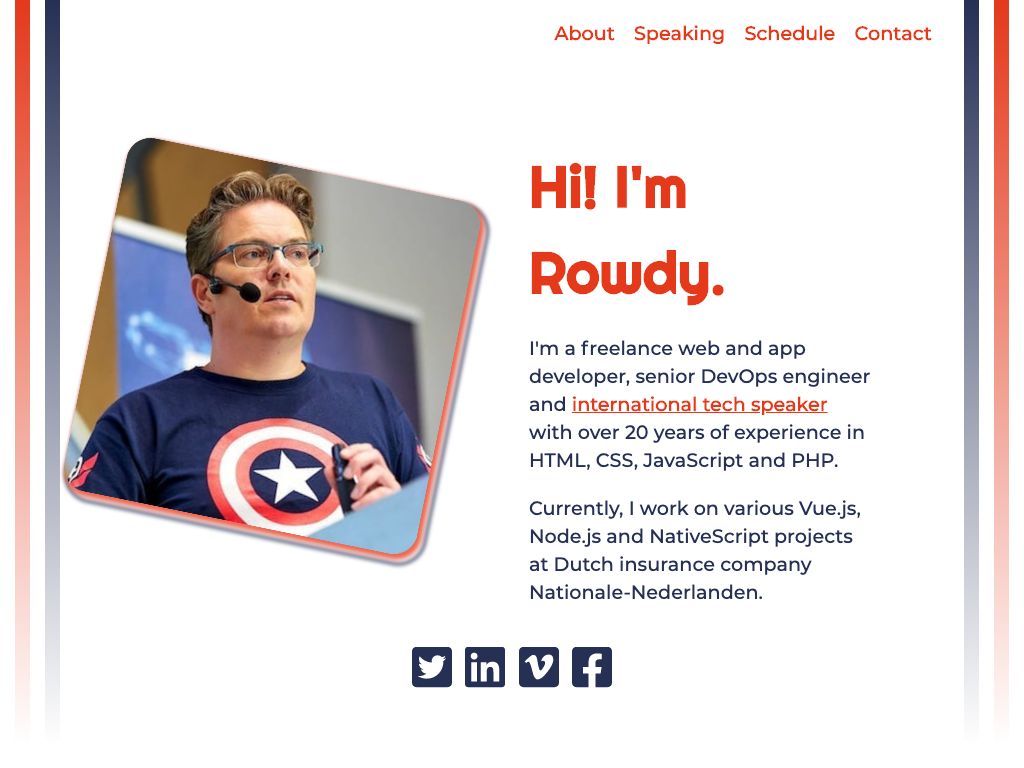 About Speaking Schedule Contact
Hi! I'm
Rowdy.
I'm a freelance web and app
developer, senior DevOps engineer
and international tech speaker
with over 20 years of experience in
HTML, CSS, JavaScript and PHP.
Currently, I work on various Vue.js,
Node.js and NativeScript projects
at Dutch insurance company
Nationale-Nederlanden.